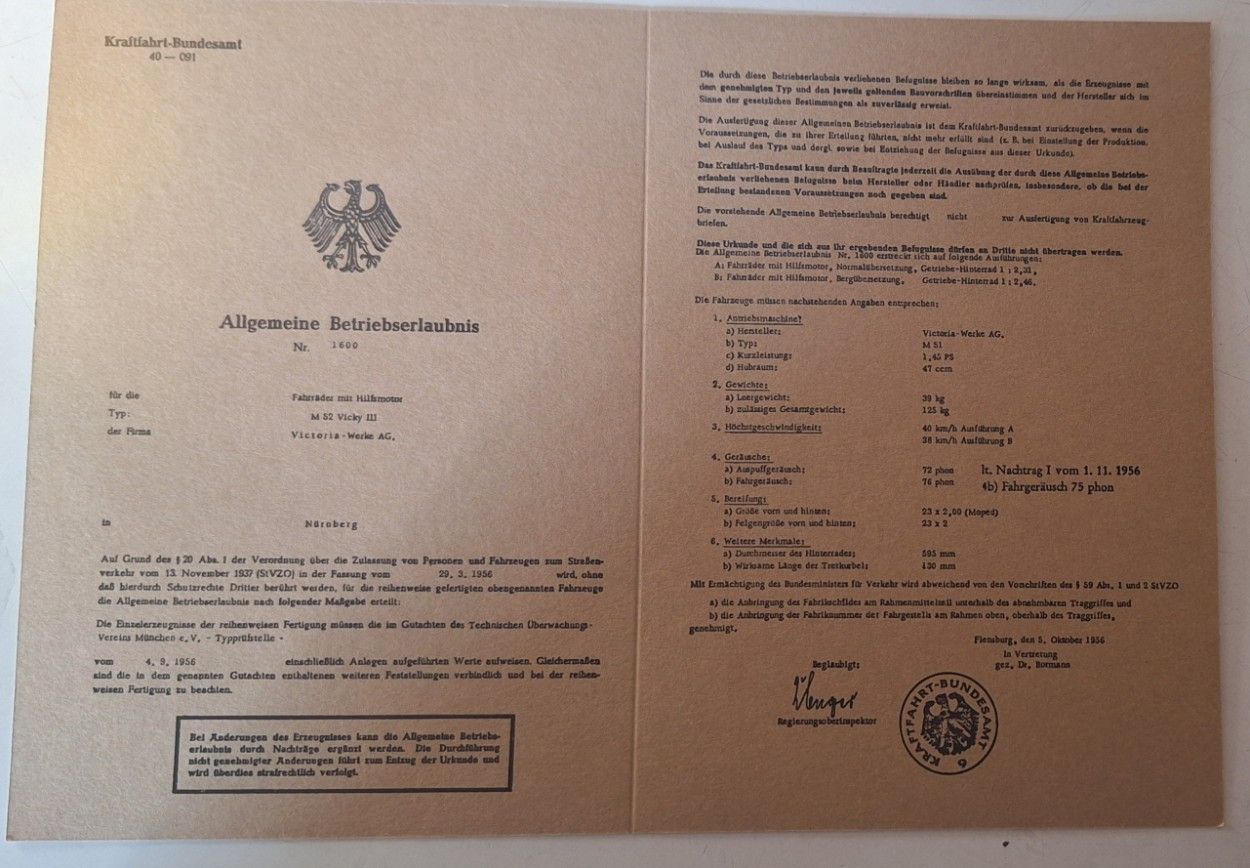 Kraftfahrt-Bundesamt
40 — 091
Allgemeine Betriebserlaubnis
Nr. 1600
für die Fahrräder mit Hilfsmotor
Typ: M 52 Vicky III
der Firma Victoria-Werke AG.
in Nürnberg
Auf Grund des § 20 Abs. 1 der Verordnung über die Zulassung von Personen und Fahrzeugen zum Straßen-
verkehr vom 13. November 1937 (StVZO) in der Fassung vom 29. 3. 1956 wird, ohne
daß hierdurch Schutzrechte Dritter berührt werden, für die reihenweise gefertigten obengenannten Fahrzeuge
die Allgemeine Betriebserlaubnis nach folgender Maßgabe erteilt:
Die Einzelerzeugnisse der reihenweisen Fertigung müssen die im Gutachten des Technischen Überwachungs-
Vereins München e. V. - Typprüfstelle -
vom 4. 9. 1956 einschließlich Anlagen aufgeführten Werte aufweisen. Gleichermaßen
sind die in dem genannten Gutachten enthaltenen weiteren Feststellungen verbindlich und bei der reihen-
weisen Fertigung zu beachten.
Bei Änderungen des Erzeugnisses kann die Allgemeine Betriebs-
erlaubnis durch Nachträge ergänzt werden. Die Durchführung
nicht genehmigter Änderungen führt zum Entzug der Urkunde und
wird überdies strafrechtlich verfolgt.
Die durch diese Betriebserlaubnis verliehenen Befugnisse bleiben so lange wirksam, als die Erzeugnisse mit
dem genehmigten Typ und den jeweils geltenden Bauvorschriften übereinstimmen und der Hersteller sich im
Sinne der gesetzlichen Bestimmungen als zuverlässig erweist.
Die Ausfertigung dieser Allgemeinen Betriebserlaubnis ist dem Kraftfahrt-Bundesamt zurückzugeben, wenn die
Voraussetzungen, die zu ihrer Erteilung führten, nicht mehr erfüllt sind (z. B. bei Einstellung der Produktion,
bei Auslauf des Typs und dergl. sowie bei Entziehung der Befugnisse aus dieser Urkunde).
Das Kraftfahrt-Bundesamt kann durch Beauftragte jederzeit die Ausübung der durch diese Allgemeine Betriebs-
erlaubnis verliehenen Befugnisse beim Hersteller oder Händler nachprüfen, insbesondere, ob die bei der
Erteilung bestandenen Voraussetzungen noch gegeben sind.
Die vorstehende Allgemeine Betriebserlaubnis berechtigt nicht zur Ausfertigung von Kraftfahrzeug-
briefen.
Diese Urkunde und die sich aus ihr ergebenden Befugnisse dürfen an Dritte nicht übertragen werden.
Die Allgemeine Betriebserlaubnis Nr. 1600 erstreckt sich auf folgende Ausführungen:
A: Fahrräder mit Hilfsmotor, Normalübersetzung, Getriebe-Hinterrad 1 : 2,31,
B: Fahrräder mit Hilfsmotor, Bergübersetzung, Getriebe-Hinterrad 1 : 2,46.
Die Fahrzeuge müssen nachstehenden Angaben entsprechen:
1. Antriebsmaschine:
a) Hersteller: Victoria-Werke AG.
b) Typ: M 51
c) Kurzleistung: 1,45 PS
d) Hubraum: 47 ccm
2. Gewichte:
a) Leergewicht: 39 kg
b) zulässiges Gesamtgewicht: 125 kg
3. Höchstgeschwindigkeit: 40 km/h Ausführung A
38 km/h Ausführung B
4. Geräusche:
a) Auspuffgeräusch: 72 phon lt. Nachtrag I vom 1. 11. 1956
b) Fahrgeräusch: 76 phon 4b) Fahrgeräusch 75 phon
5. Bereifung:
a) Größe vorn und hinten: 23 x 2,00 (Moped)
b) Felgengröße vorn und hinten: 23 x 2
6. Weitere Merkmale:
a) Durchmesser des Hinterrades: 595 mm
b) Wirksame Länge der Tretkurbel: 130 mm
Mit Ermächtigung des Bundesministers für Verkehr wird abweichend von den Vorschriften des § 59 Abs. 1 und 2 StVZO
a) die Anbringung des Fabrikschildes am Rahmenmittelteil unterhalb des abnehmbaren Traggriffes und
b) die Anbringung der Fabriknummer des Fahrgestells am Rahmen oben, oberhalb des Traggriffes,
genehmigt.
Flensburg, den 5. Oktober 1956
In Vertretung
Beglaubigt: gez. Dr. Bormans
Regierungsoberinspektor
KRAFTFAHRT-BUNDESAMT
6